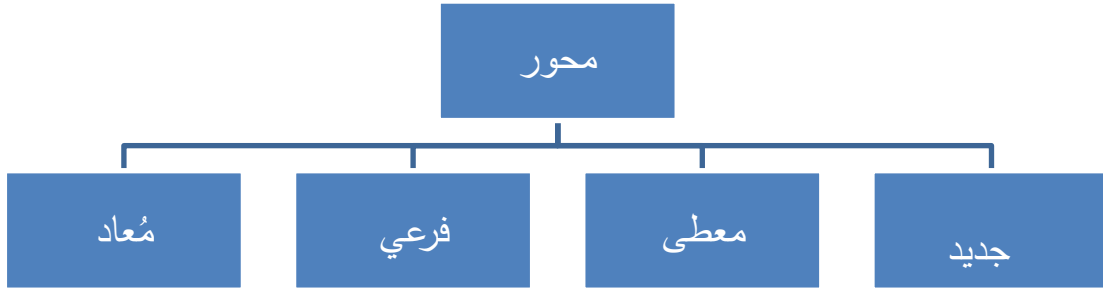 محور
جديد
معطى
فرعي
مُعاد